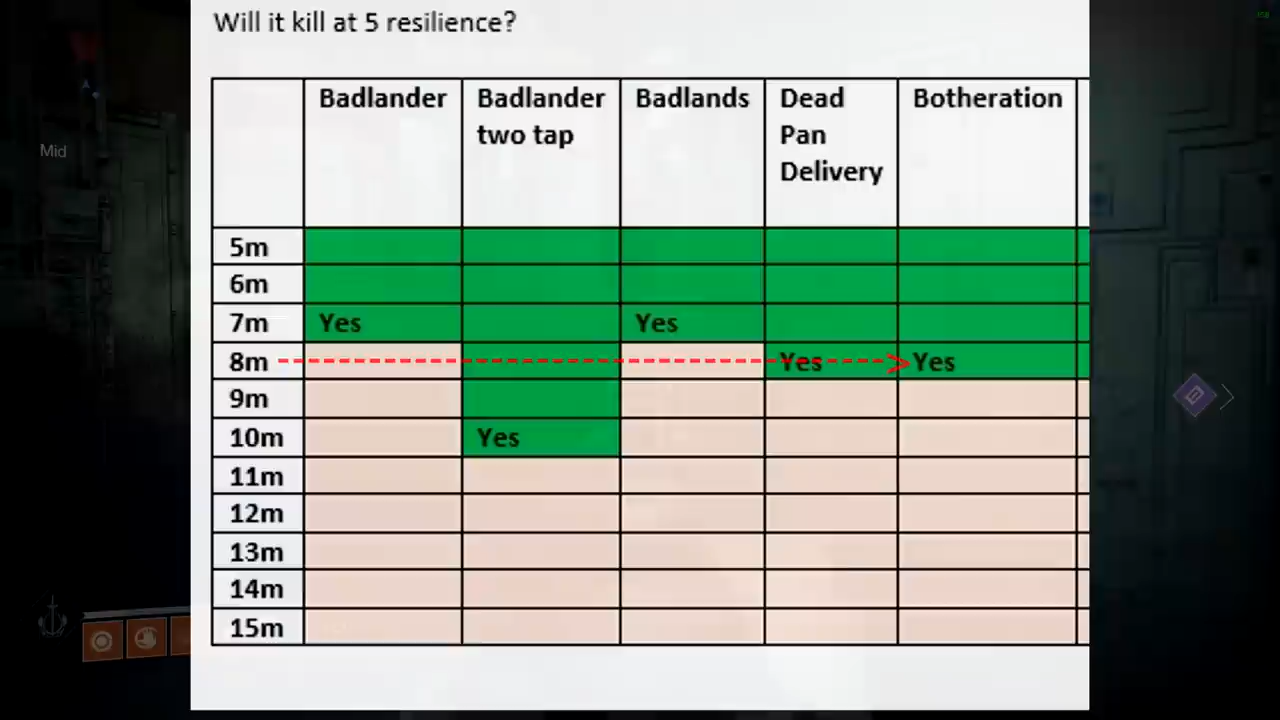 Will it kill at 5 resilience?
Badlander
Badlander two tap
Badlands
Dead Pan Delivery
Botheration
5m
6m
7m Yes Yes
8m Yes Yes
9m
10m Yes
11m
12m
13m
14m
15m
Mid